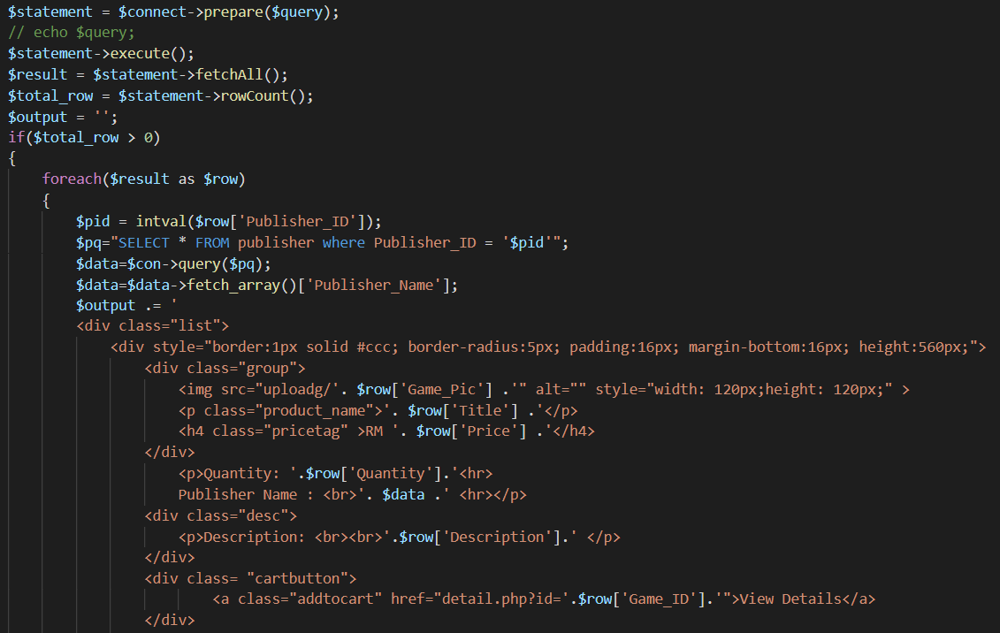 $statement = $connect->prepare($query);
// echo $query;
$statement->execute();
$result = $statement->fetchAll();
$total_row = $statement->rowCount();
$output = '';
if($total_row > 0)
{
    foreach($result as $row)
    {
        $pid = intval($row['Publisher_ID']);
        $pq="SELECT * FROM publisher where Publisher_ID = '$pid'";
        $data=$con->query($pq);
        $data=$data->fetch_array()['Publisher_Name'];
        $output .= '
        <div class="list">
            <div style="border:1px solid #ccc; border-radius:5px; padding:16px; margin-bottom:16px; height:560px;">
                <div class="group">
                    <img src="uploadg/'. $row['Game_Pic'] .'" alt="" style="width: 120px;height: 120px;" >
                    <p class="product_name">'. $row['Title'] .'</p>
                    <h4 class="pricetag" >RM '. $row['Price'] .'</h4>
                </div>
                    <p>Quantity: '.$row['Quantity'].'<hr>
                    Publisher Name : <br>'. $data .' <hr></p>
                <div class="desc">
                    <p>Description: <br><br>'.$row['Description'].' </p>
                </div>
                <div class= "cartbutton">
                        <a class="addtocart" href="detail.php?id='.$row['Game_ID'].'">View Details</a>
                </div>